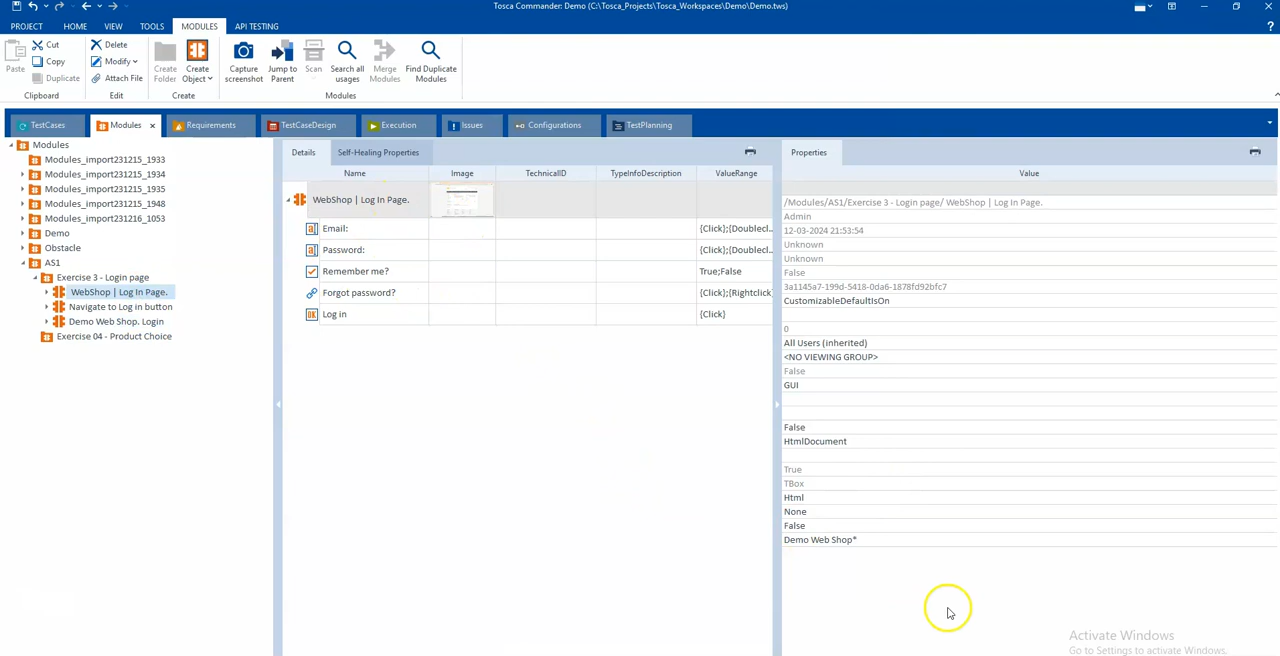 Tosca Commander: Demo (C:\Tosca_Projects\Tosca_Workspaces\Demo\Demo.tws)
PROJECT HOME VIEW TOOLS MODULES API TESTING
Paste
Cut
Copy
Duplicate
Clipboard
Delete
Modify
Attach File
Edit
Create Folder
Create Object
Create
Capture screenshot
Jump to Parent
Scan
Search all usages
Merge Modules
Find Duplicate Modules
Modules
TestCases Modules Requirements TestCaseDesign Execution Issues Configurations TestPlanning
Modules
Modules_import231215_1933
Modules_import231215_1934
Modules_import231215_1935
Modules_import231215_1948
Modules_import231216_1053
Demo
Obstacle
AS1
Exercise 3 - Login page
WebShop | Log In Page.
Navigate to Log in button
Demo Web Shop. Login
Exercise 04 - Product Choice
Details Self-Healing Properties
Name Image TechnicalID TypeInfoDescription ValueRange
WebShop | Log In Page.
Email: {Click};{Doublecl..
Password: {Click};{Doublecl..
Remember me? True;False
Forgot password? {Click};{Rightclick
Log in {Click}
Properties
Value
/Modules/AS1/Exercise 3 - Login page/ WebShop | Log In Page.
Admin
12-03-2024 21:53:54
Unknown
Unknown
False
3a1145a7-199d-5418-0da6-1878fd92bfc7
CustomizableDefaultIsOn
0
All Users (inherited)
<NO VIEWING GROUP>
False
GUI
False
HtmlDocument
True
TBox
Html
None
False
Demo Web Shop*
Activate Windows
Go to Settings to activate Windows.